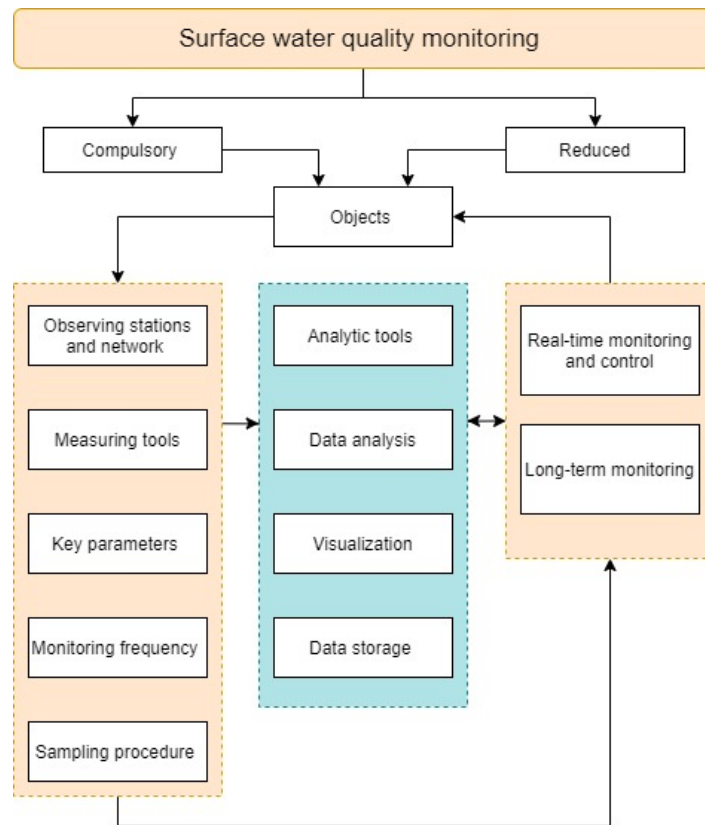 Surface water quality monitoring
Compulsory
Reduced
Objects
Observing stations
and network
Measuring tools
Key parameters
Monitoring frequency
Sampling procedure
Analytic tools
Data analysis
Visualization
Data storage
Real-time monitoring
and control
Long-term monitoring